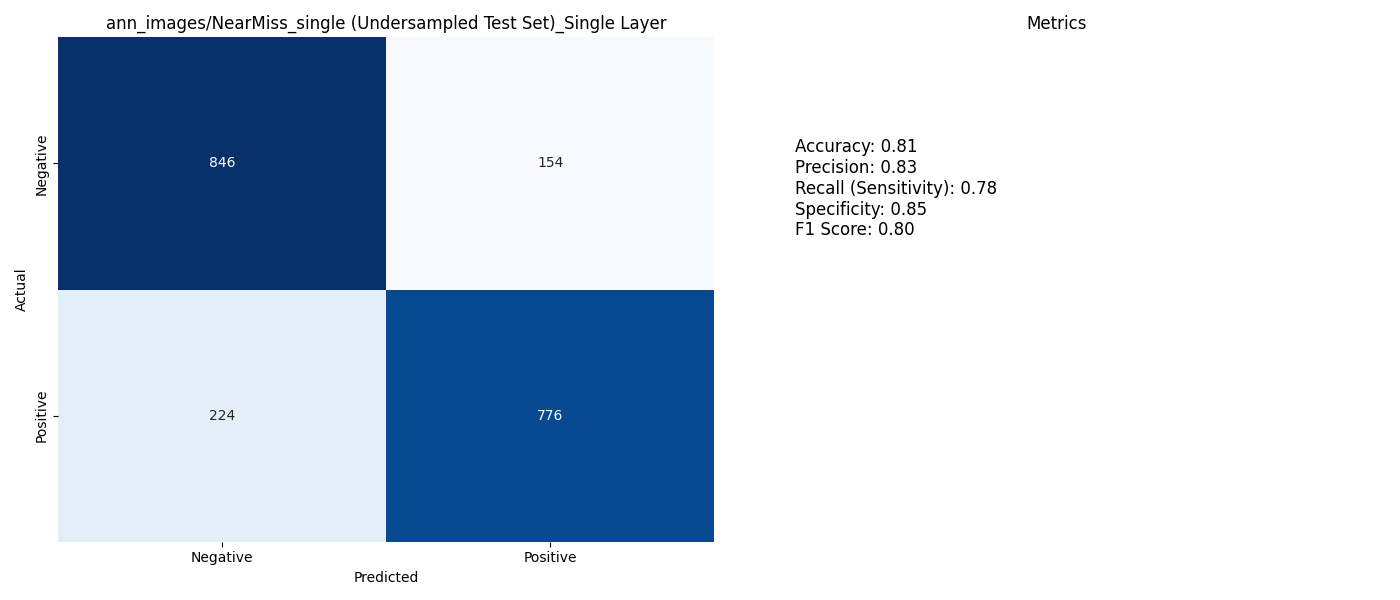 ann_images/NearMiss_single (Undersampled Test Set)_Single Layer
Metrics
Negative
846
154
Accuracy: 0.81
Precision: 0.83
Recall (Sensitivity): 0.78
Specificity: 0.85
F1 Score: 0.80
Actual
Positive
224
776
Negative
Positive
Predicted